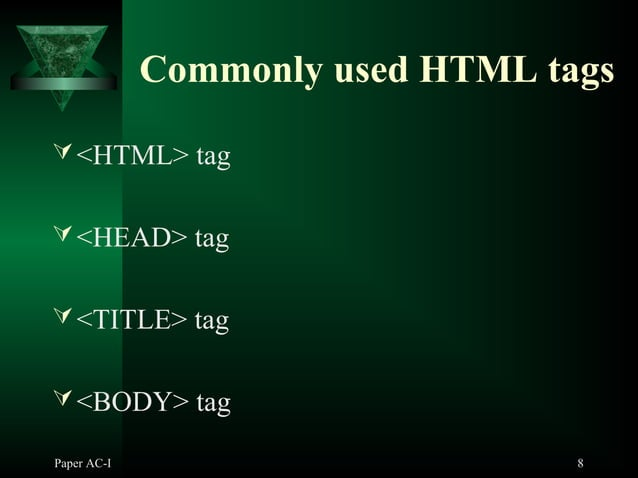 Commonly used HTML tags
<HTML> tag
<HEAD> tag
<TITLE> tag
<BODY> tag
Paper AC-I
8